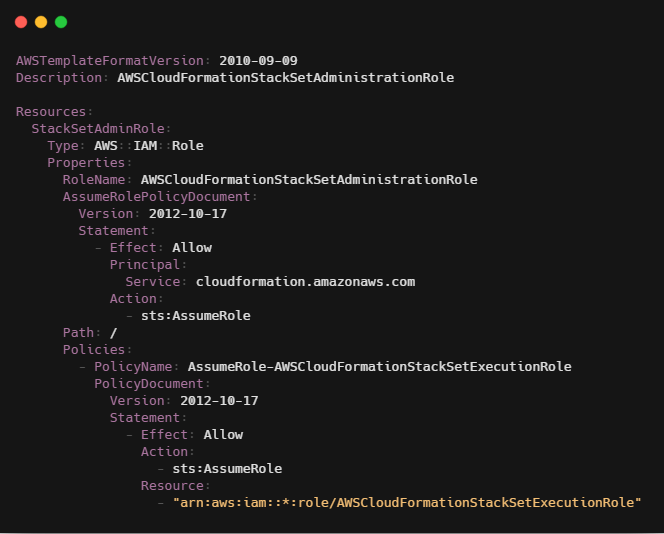 AWSTemplateFormatVersion: 2010-09-09
Description: AWSCloudFormationStackSetAdministrationRole

Resources:
  StackSetAdminRole:
    Type: AWS::IAM::Role
    Properties:
      RoleName: AWSCloudFormationStackSetAdministrationRole
      AssumeRolePolicyDocument:
        Version: 2012-10-17
        Statement:
          - Effect: Allow
            Principal:
              Service: cloudformation.amazonaws.com
            Action:
              - sts:AssumeRole
      Path: /
      Policies:
        - PolicyName: AssumeRole-AWSCloudFormationStackSetExecutionRole
          PolicyDocument:
            Version: 2012-10-17
            Statement:
              - Effect: Allow
                Action:
                  - sts:AssumeRole
                Resource:
                  - "arn:aws:iam::*:role/AWSCloudFormationStackSetExecutionRole"